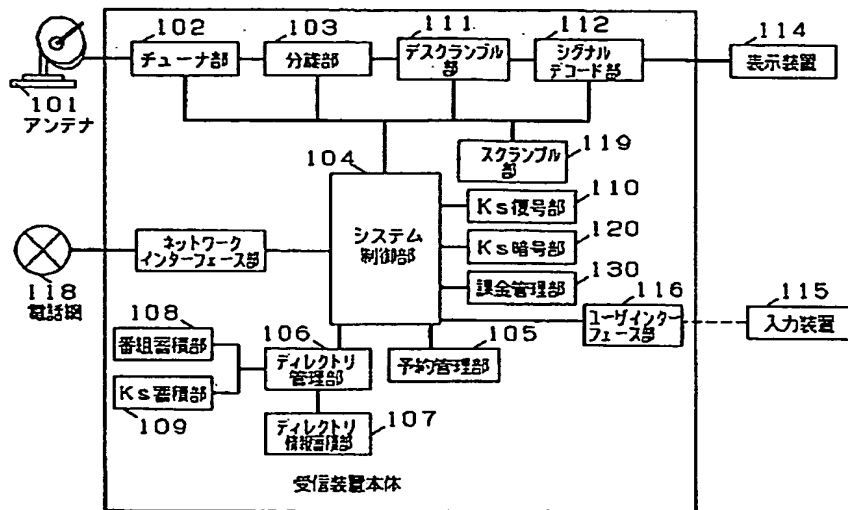 102
チューナ部
103
分離部
111
デスクランブル
部
112
シグナル
デコード部
114
表示装置
101
アンテナ
スクランブル
部
119
104
システム
制御部
Ks復号部
110
Ks暗号部
120
課金管理部
130
ネットワーク
インターフェース部
118
電話網
116
ユーザインター
フェース部
115
入力装置
108
番組蓄積部
106
ディレクトリ
管理部
105
予約管理部
Ks蓄積部
109
ディレクトリ
情報蓄積部
107
受信装置本体